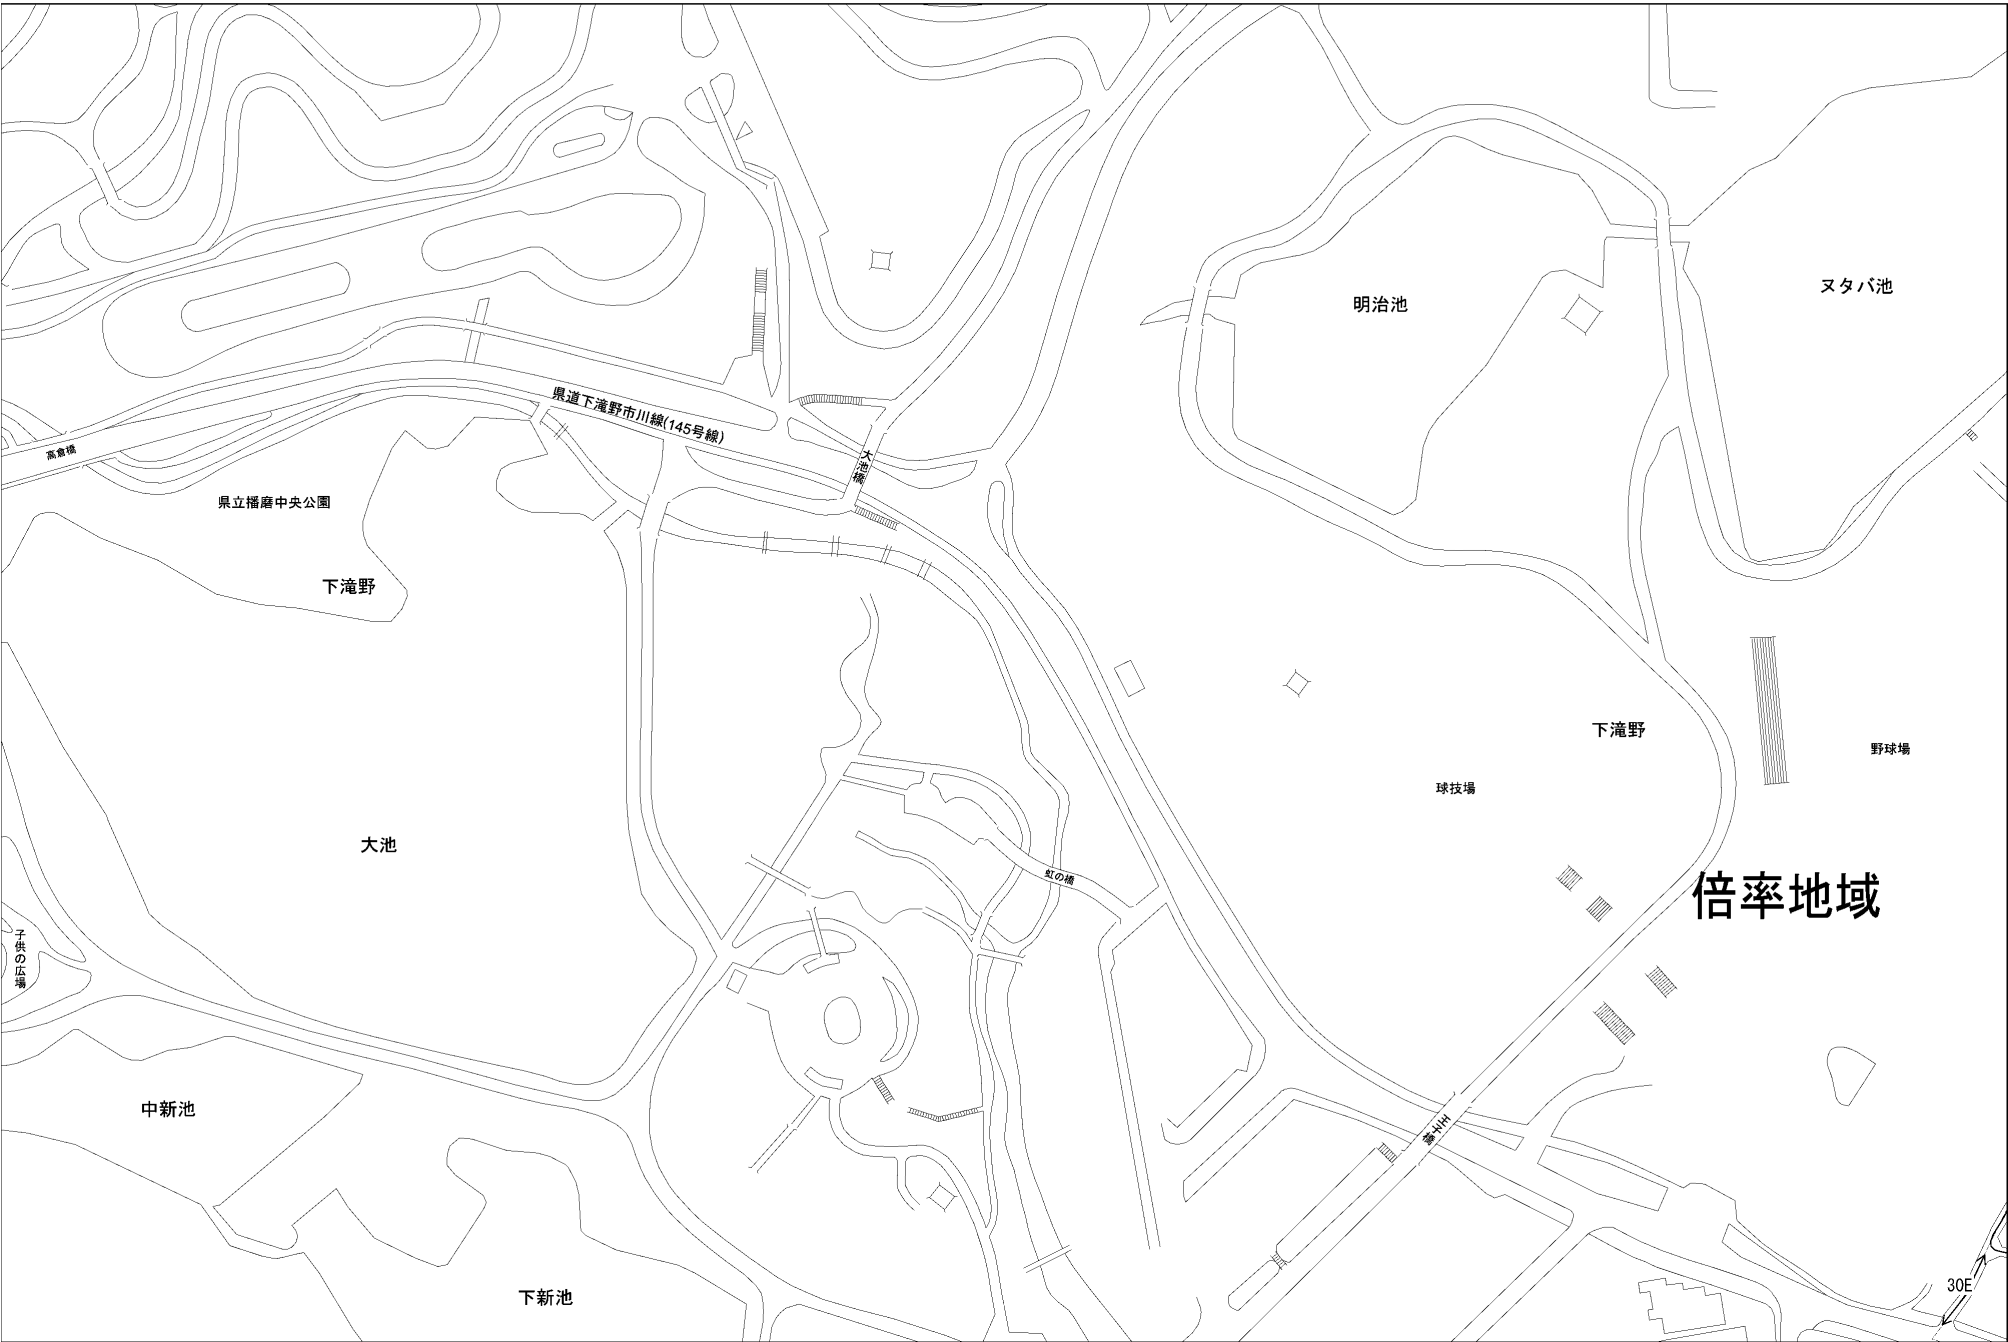 ヌタバ池
明治池
県道下滝野市川線(145号線)
高倉橋
大池橋
県立播磨中央公園
下滝野
下滝野
野球場
球技場
大池
虹の橋
倍率地域
子供の広場
中新池
王子橋
下新池
30E